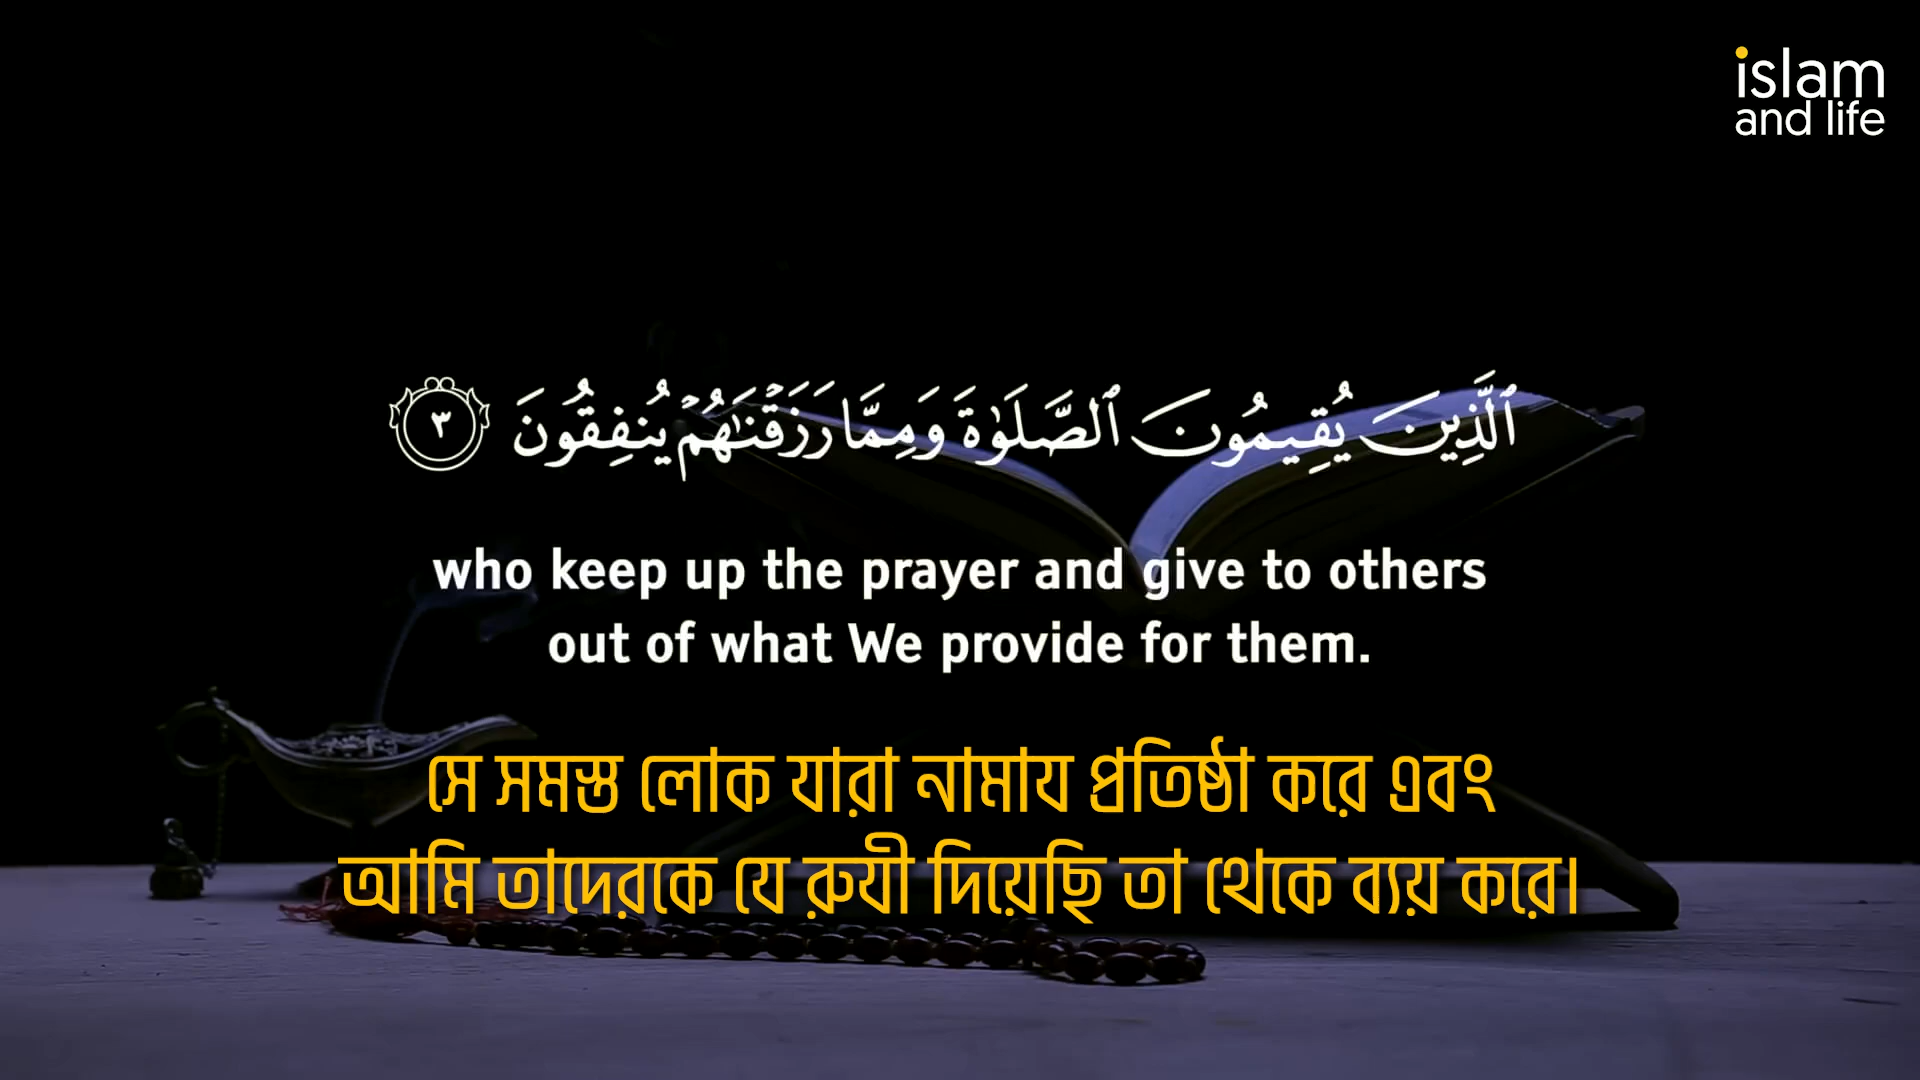 islam
and life
ٱلَّذِينَ يُقِيمُونَ ٱلصَّلَوٰةَ وَمِمَّا رَزَقْنَـٰهُمْ يُنفِقُونَ ٣
who keep up the prayer and give to others
out of what We provide for them.
সে সমস্ত লোক যারা নামায প্রতিষ্ঠা করে এবং
আমি তাদেরকে যে রুযী দিয়েছি তা থেকে ব্যয় করে।